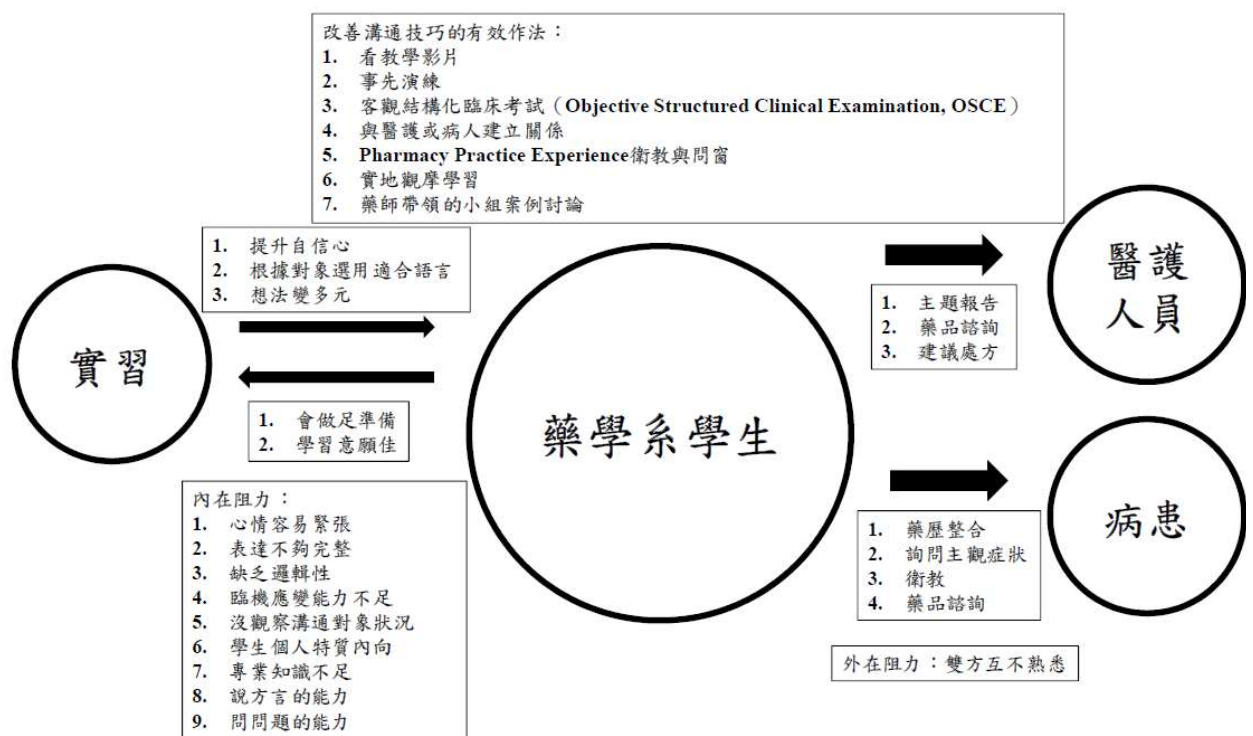 改善溝通技巧的有效作法：
1. 看教學影片
2. 事先演練
3. 客觀結構化臨床考試（Objective Structured Clinical Examination, OSCE）
4. 與醫護或病人建立關係
5. Pharmacy Practice Experience衛教與問窗
6. 實地觀摩學習
7. 藥師帶領的小組案例討論
1. 提升自信心
2. 根據對象選用適合語言
3. 想法變多元
實習
1. 會做足準備
2. 學習意願佳
內在阻力：
1. 心情容易緊張
2. 表達不夠完整
3. 缺乏邏輯性
4. 臨機應變能力不足
5. 沒觀察溝通對象狀況
6. 學生個人特質內向
7. 專業知識不足
8. 說方言的能力
9. 問問題的能力
藥學系學生
醫護
人員
1. 主題報告
2. 藥品諮詢
3. 建議處方
病患
1. 藥歷整合
2. 詢問主觀症狀
3. 衛教
4. 藥品諮詢
外在阻力：雙方互不熟悉